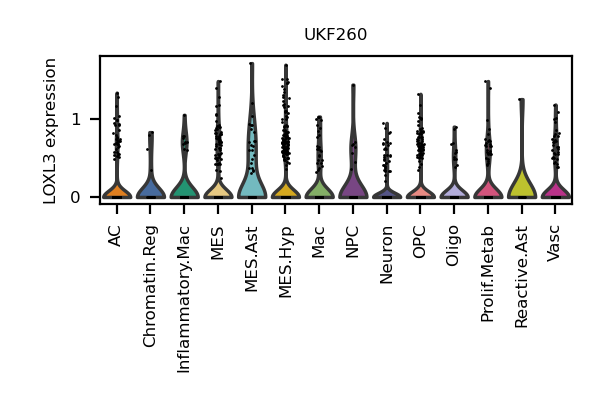 UKF260
LOXL3 expression
1
0
AC
Chromatin.Reg
Inflammatory.Mac
MES
MES.Ast
MES.Hyp
Mac
NPC
Neuron
OPC
Oligo
Prolif.Metab
Reactive.Ast
Vasc